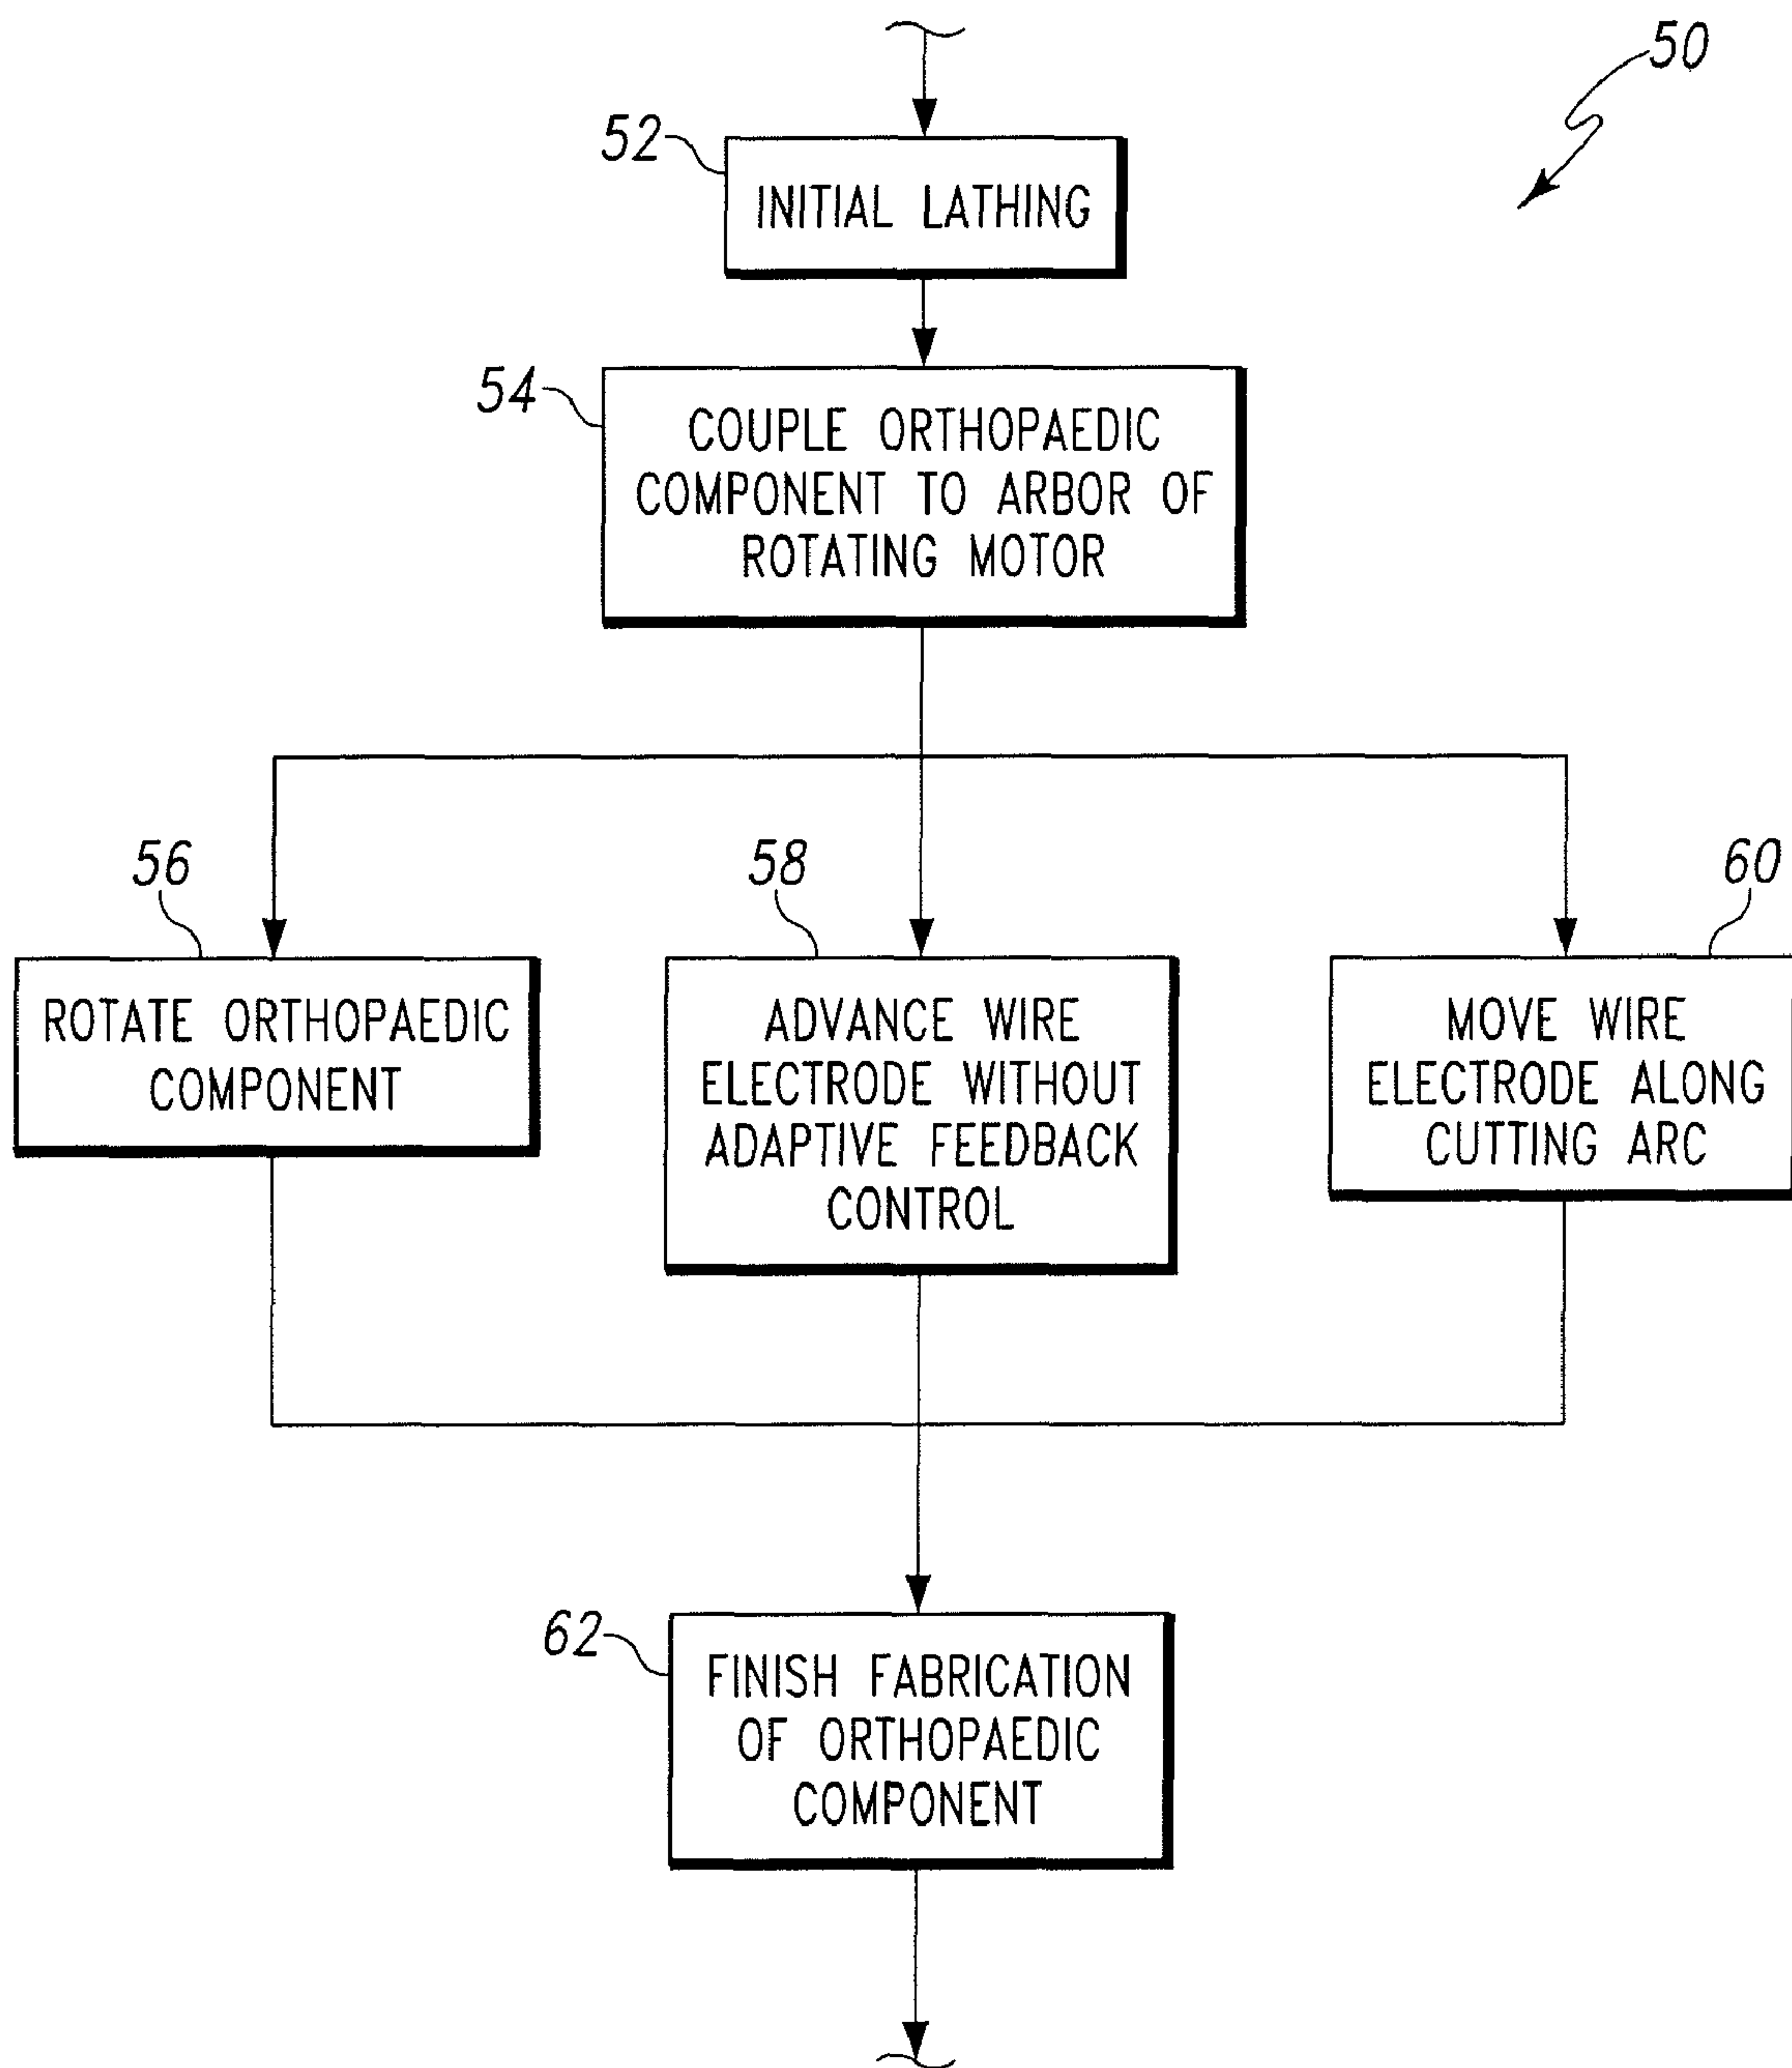 50
52
INITIAL LATHING
54
COUPLE ORTHOPAEDIC
COMPONENT TO ARBOR OF
ROTATING MOTOR
56
ROTATE ORTHOPAEDIC
COMPONENT
58
ADVANCE WIRE
ELECTRODE WITHOUT
ADAPTIVE FEEDBACK
CONTROL
60
MOVE WIRE
ELECTRODE ALONG
CUTTING ARC
62
FINISH FABRICATION
OF ORTHOPAEDIC
COMPONENT